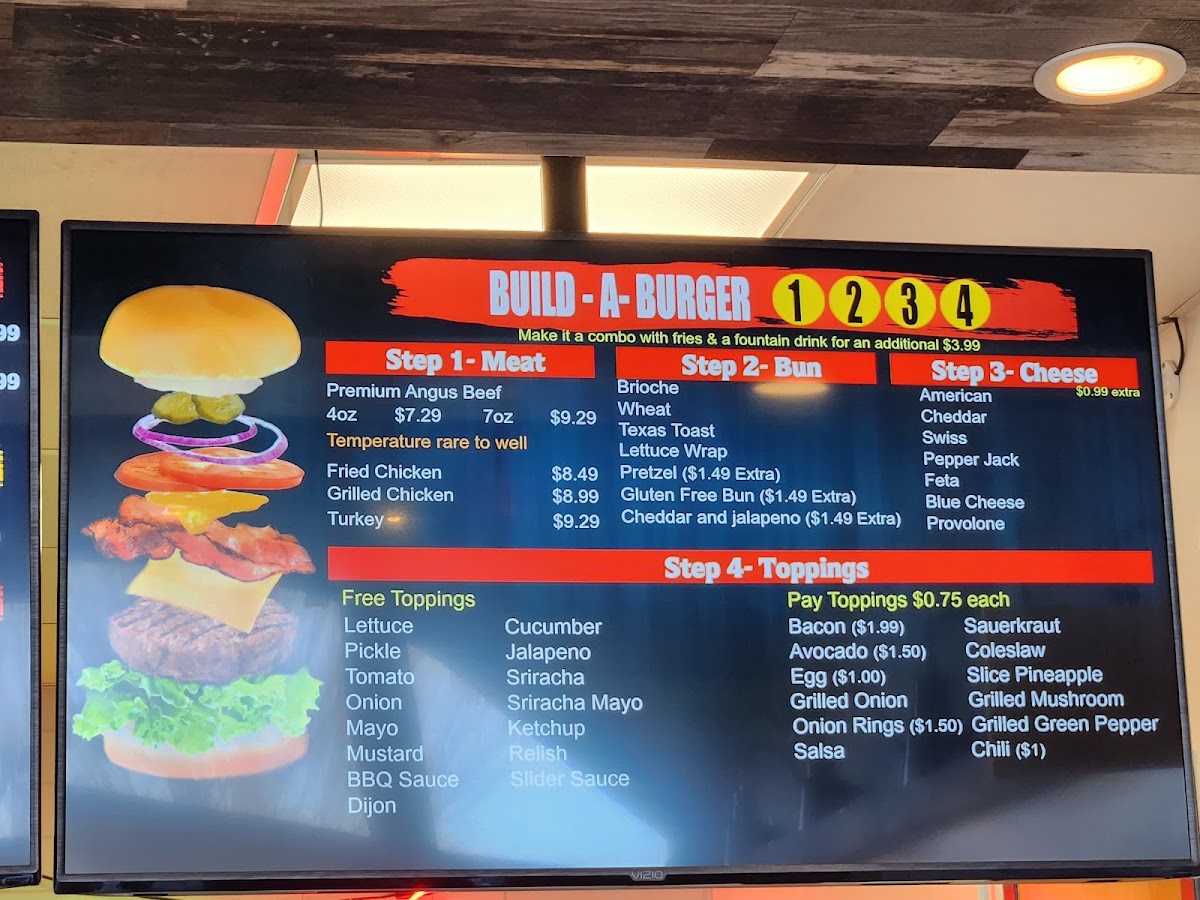 BUILD - A - BURGER 1 2 3 4
Make it a combo with fries & a fountain drink for an additional $3.99
Step 1- Meat
Premium Angus Beef
4oz $7.29 7oz $9.29
Temperature rare to well
Fried Chicken $8.49
Grilled Chicken $8.99
Turkey $9.29
Step 2- Bun
Brioche
Wheat
Texas Toast
Lettuce Wrap
Pretzel ($1.49 Extra)
Gluten Free Bun ($1.49 Extra)
Cheddar and jalapeno ($1.49 Extra)
Step 3- Cheese
$0.99 extra
American
Cheddar
Swiss
Pepper Jack
Feta
Blue Cheese
Provolone
Step 4- Toppings
Free Toppings
Lettuce
Pickle
Tomato
Onion
Mayo
Mustard
BBQ Sauce
Dijon
Cucumber
Jalapeno
Sriracha
Sriracha Mayo
Ketchup
Relish
Slider Sauce
Pay Toppings $0.75 each
Bacon ($1.99)
Avocado ($1.50)
Egg ($1.00)
Grilled Onion
Onion Rings ($1.50)
Salsa
Sauerkraut
Coleslaw
Slice Pineapple
Grilled Mushroom
Grilled Green Pepper
Chili ($1)
VIZIO